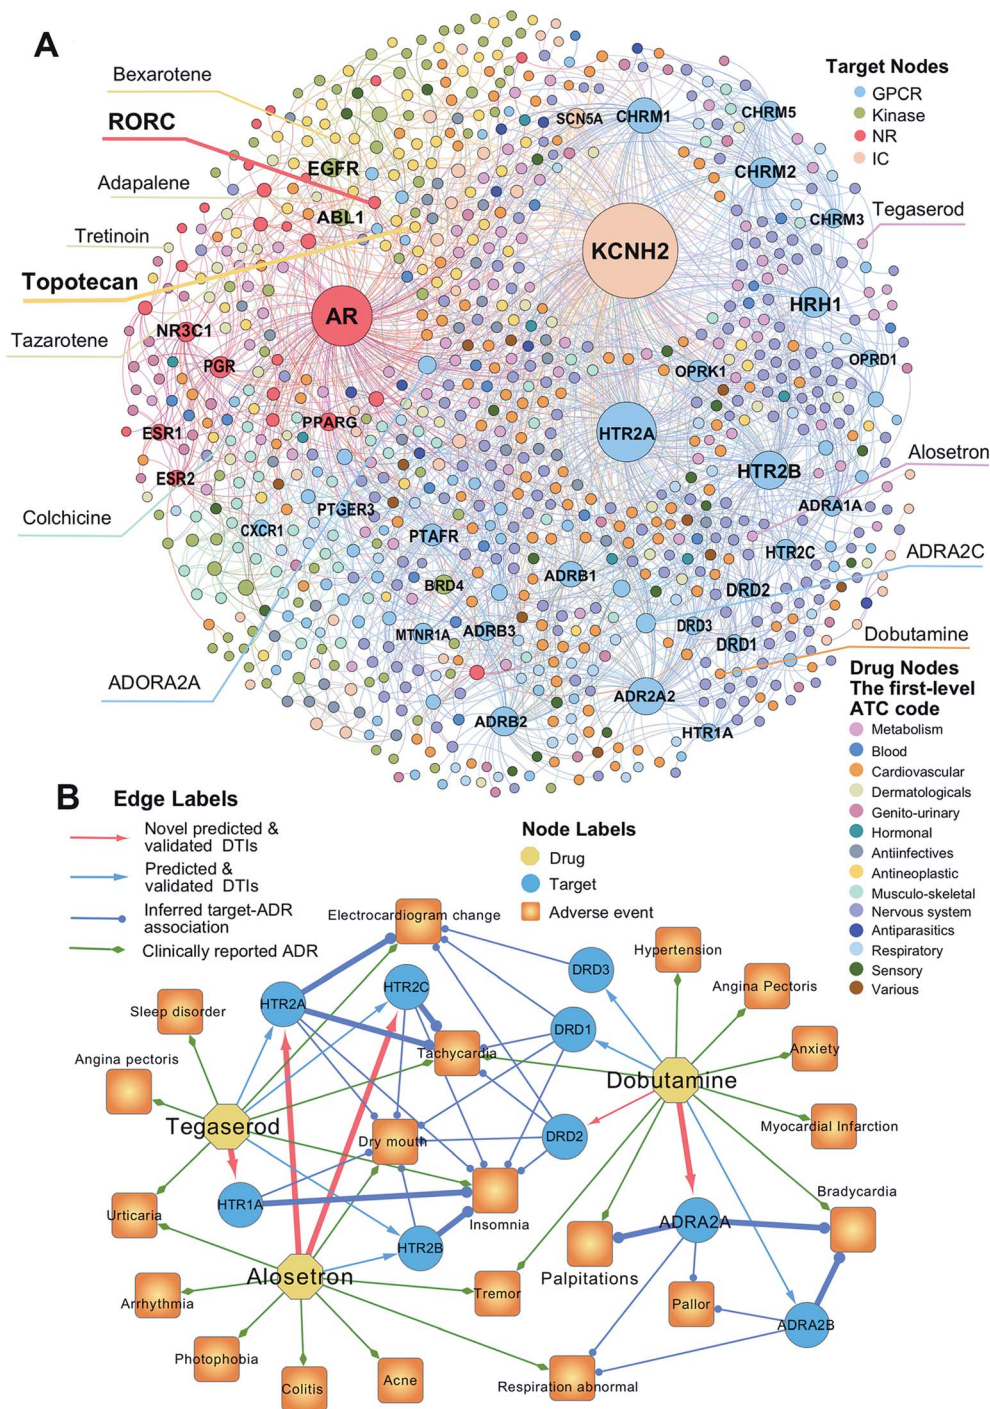 A
Bexarotene
RORC
Adapalene
Tretinoin
Topotecan
Tazarotene
Colchicine
ADORA2A
EGFR
ABL1
AR
NR3C1
PGR
ESR1
ESR2
PPARG
CXCR1
PTGER3
PTAFR
BRD4
MTNR1A
ADRB3
ADRB2
ADRB1
SCN5A
CHRM1
CHRM5
CHRM2
CHRM3
KCNH2
HRH1
OPRK1
OPRD1
HTR2A
HTR2B
ADRA1A
HTR2C
DRD2
DRD3
DRD1
ADR2A2
HTR1A
Target Nodes
GPCR
Kinase
NR
IC
Tegaserod
Alosetron
ADRA2C
Dobutamine
Drug Nodes
The first-level
ATC code
Metabolism
Blood
Cardiovascular
Dermatologicals
Genito-urinary
Hormonal
Antiinfectives
Antineoplastic
Musculo-skeletal
Nervous system
Antiparasitics
Respiratory
Sensory
Various
B
Edge Labels
Novel predicted &
validated DTIs
Predicted &
validated DTIs
Inferred target-ADR
association
Clinically reported ADR
Node Labels
Drug
Target
Adverse event
Electrocardiogram change
Hypertension
Angina Pectoris
DRD3
HTR2C
HTR2A
Sleep disorder
DRD1
Tachycardia
Anxiety
Angina pectoris
Dobutamine
Tegaserod
Dry mouth
DRD2
Myocardial Infarction
HTR1A
Insomnia
Bradycardia
Urticaria
HTR2B
ADRA2A
Alosetron
Palpitations
Arrhythmia
Tremor
Pallor
ADRA2B
Photophobia
Colitis
Acne
Respiration abnormal